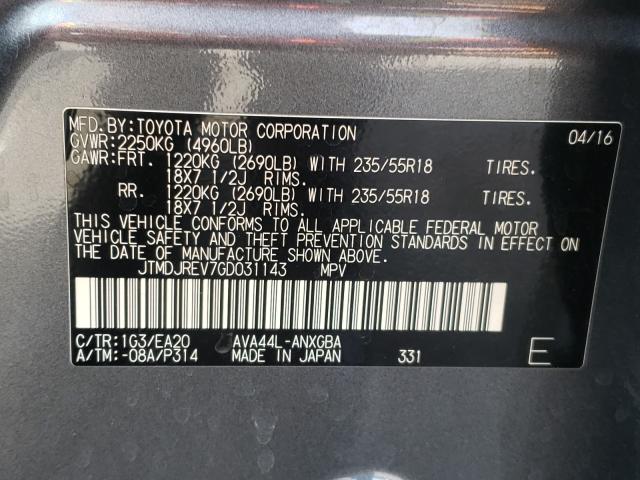 MFD.BY:TOYOTA MOTOR CORPORATION 04/16
GVWR:2250KG (4960LB)
GAWR:FRT. 1220KG (2690LB) WITH 235/55R18 TIRES.
18X7 1/2J RIMS.
RR. 1220KG (2690LB) WITH 235/55R18 TIRES.
18X7 1/2J RIMS.
THIS VEHICLE CONFORMS TO ALL APPLICABLE FEDERAL MOTOR
VEHICLE SAFETY AND THEFT PREVENTION STANDARDS IN EFFECT ON
THE DATE OF MANUFACTURE SHOWN ABOVE.
JTMDJREV7GD031143 MPV
C/TR:1G3/EA20 AVA44L-ANXGBA
A/TM:-08A/P314 MADE IN JAPAN 331 E